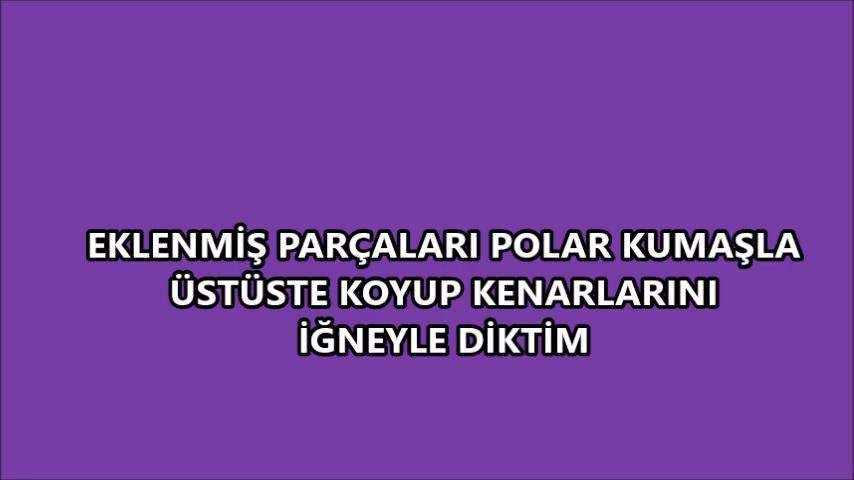 EKLENMİŞ PARÇALARI POLAR KUMAŞLA
ÜSTÜSTE KOYUP KENARLARINI
İĞNEYLE DİKTİM